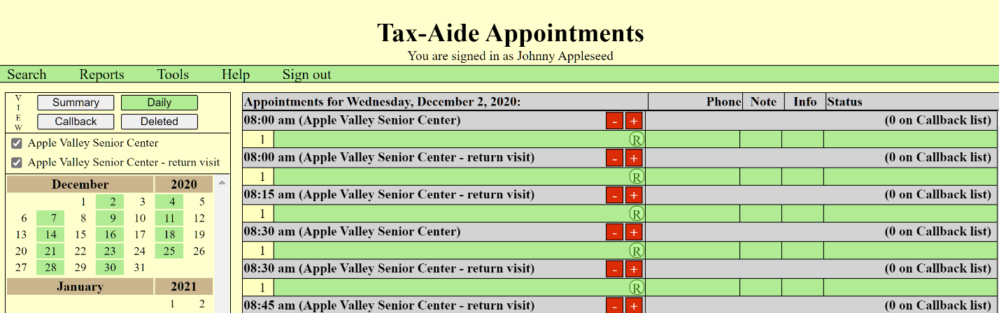 Tax-Aide Appointments
You are signed in as Johnny Appleseed
Search Reports Tools Help Sign out
V
I
E
W
Summary Daily
Callback Deleted
Apple Valley Senior Center
Apple Valley Senior Center - return visit
December 2020
1 2 3 4 5
6 7 8 9 10 11 12
13 14 15 16 17 18 19
20 21 22 23 24 25 26
27 28 29 30 31
January 2021
1 2
Appointments for Wednesday, December 2, 2020: Phone Note Info Status
08:00 am (Apple Valley Senior Center) - + (0 on Callback list)
1 Ⓡ
08:00 am (Apple Valley Senior Center - return visit) - + (0 on Callback list)
1 Ⓡ
08:15 am (Apple Valley Senior Center - return visit) - + (0 on Callback list)
1 Ⓡ
08:30 am (Apple Valley Senior Center) - + (0 on Callback list)
1 Ⓡ
08:30 am (Apple Valley Senior Center - return visit) - + (0 on Callback list)
1 Ⓡ
08:45 am (Apple Valley Senior Center - return visit) - + (0 on Callback list)